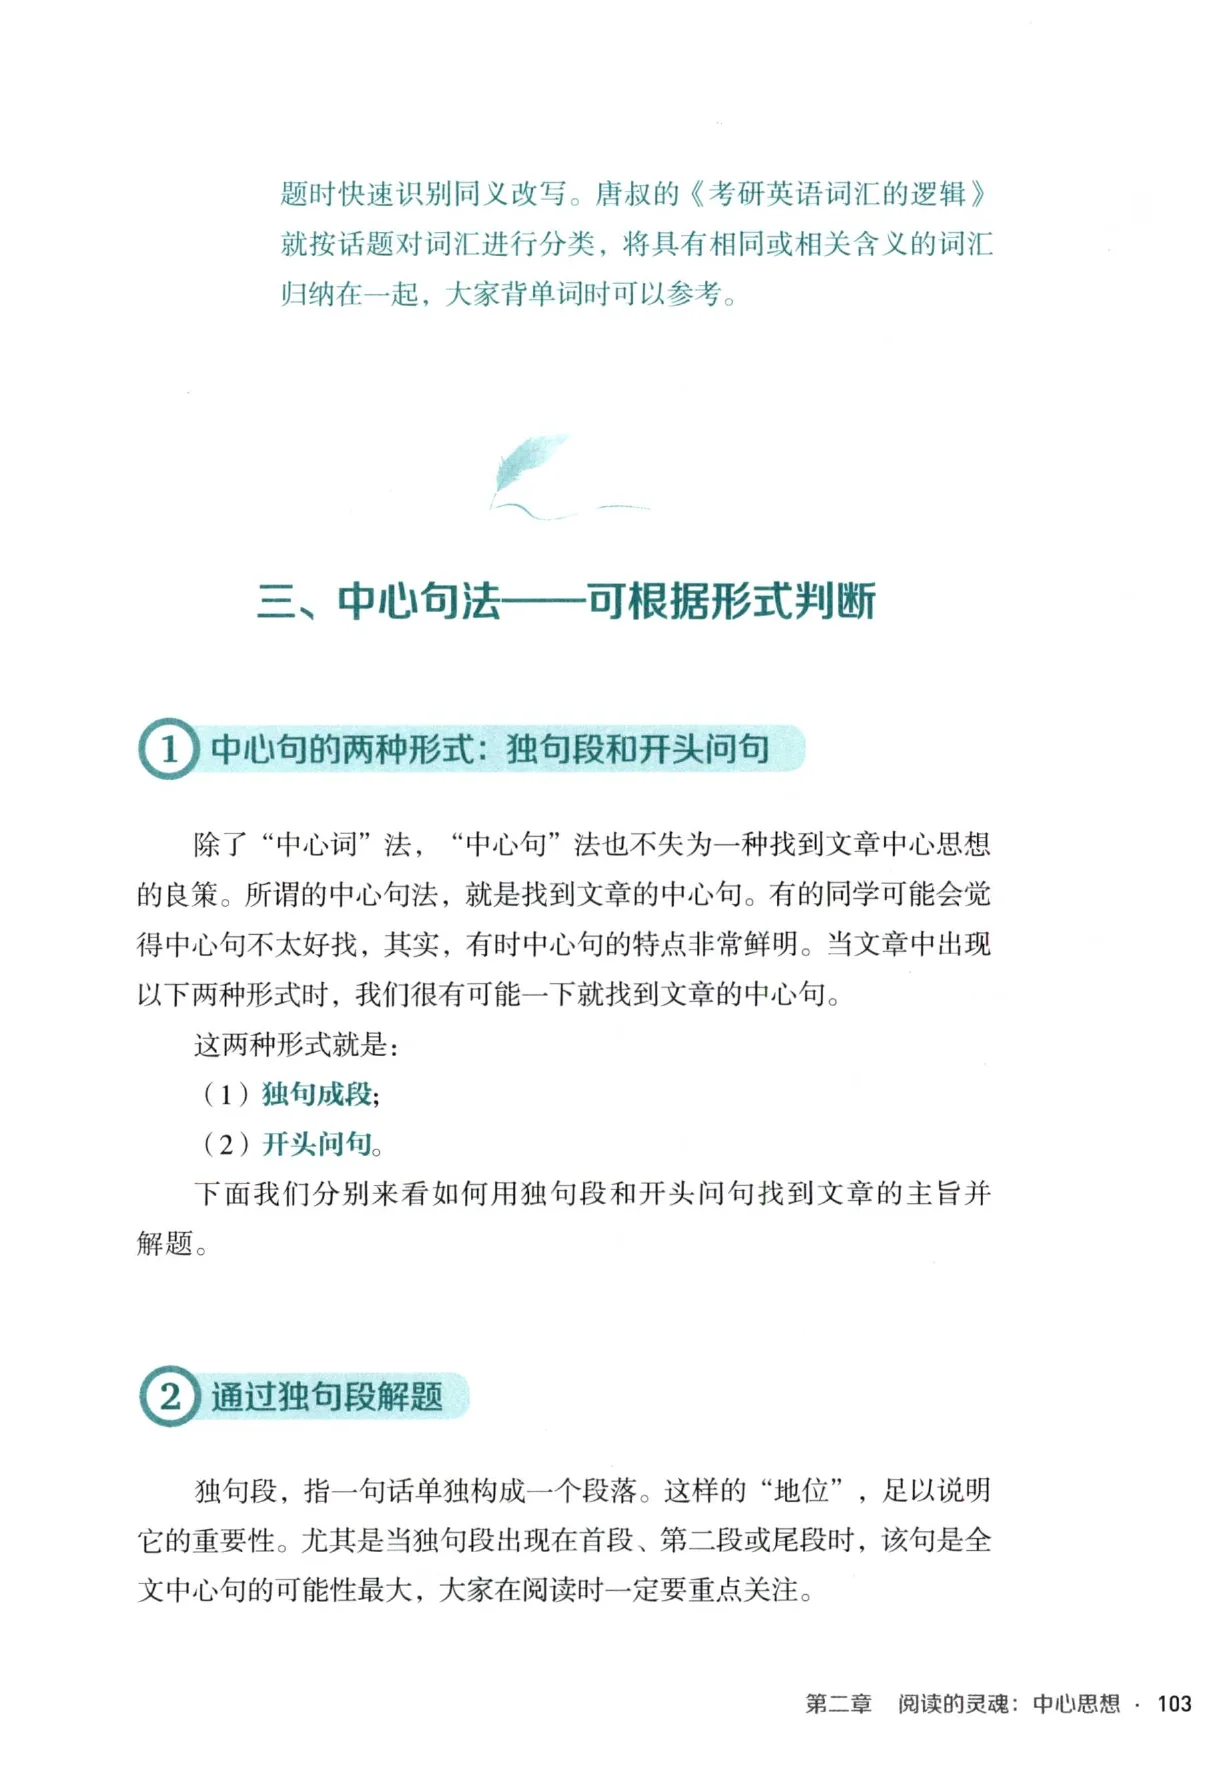 题时快速识别同义改写。唐叔的《考研英语词汇的逻辑》
就按话题对词汇进行分类，将具有相同或相关含义的词汇
归纳在一起，大家背单词时可以参考。
三、中心句法——可根据形式判断
1 中心句的两种形式：独句段和开头问句
除了“中心词”法，“中心句”法也不失为一种找到文章中心思想
的良策。所谓的中心句法，就是找到文章的中心句。有的同学可能会觉
得中心句不太好找，其实，有时中心句的特点非常鲜明。当文章中出现
以下两种形式时，我们很有可能一下就找到文章的中心句。
这两种形式就是：
（1）独句成段；
（2）开头问句。
下面我们分别来看如何用独句段和开头问句找到文章的主旨并
解题。
2 通过独句段解题
独句段，指一句话单独构成一个段落。这样的“地位”，足以说明
它的重要性。尤其是当独句段出现在首段、第二段或尾段时，该句是全
文中心句的可能性最大，大家在阅读时一定要重点关注。
第二章 阅读的灵魂：中心思想 · 103